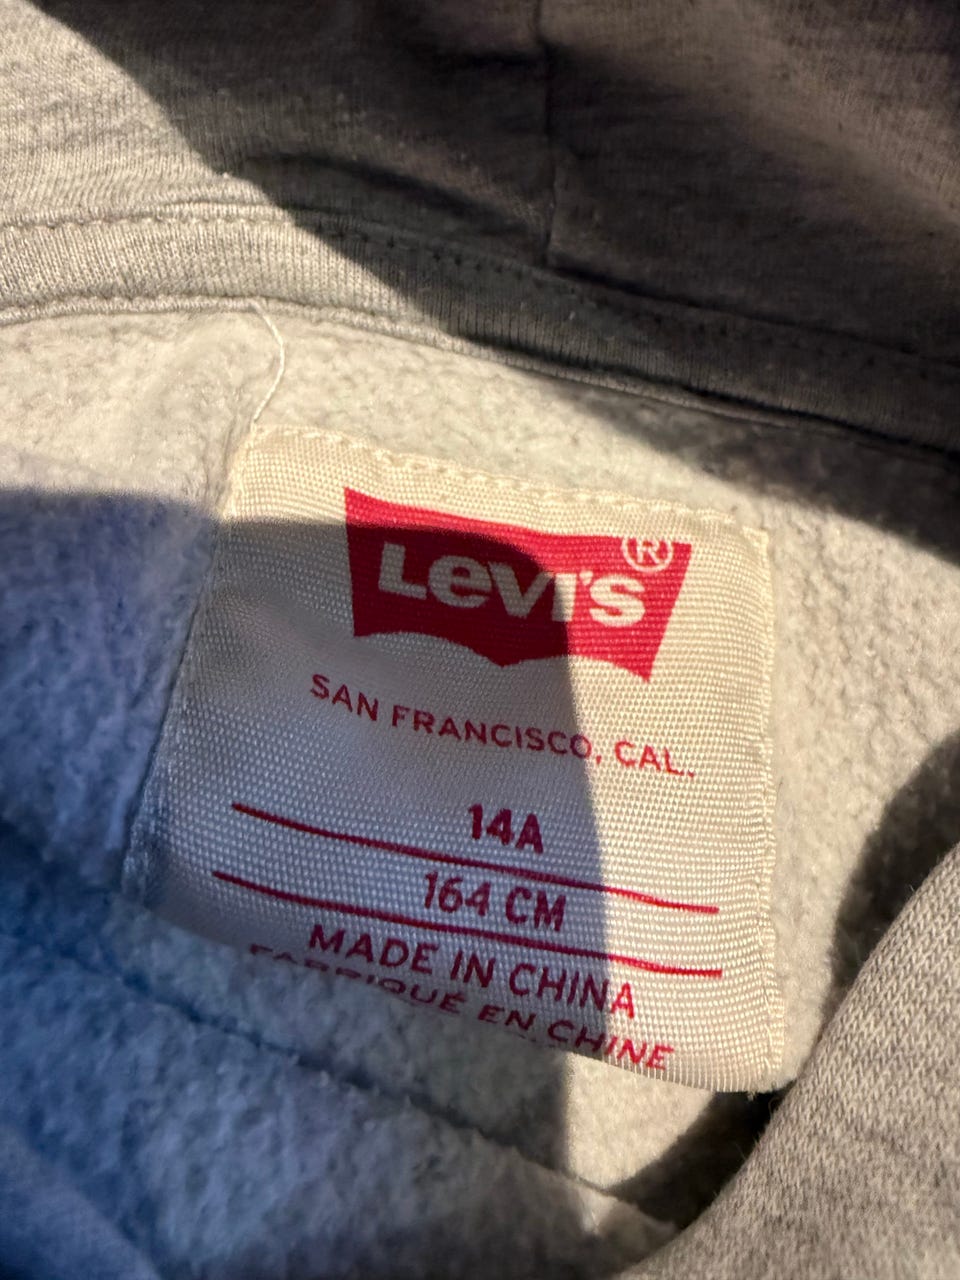 Levi's®
SAN FRANCISCO, CAL.
14A
164 CM
MADE IN CHINA
FABRIQUÉ EN CHINE